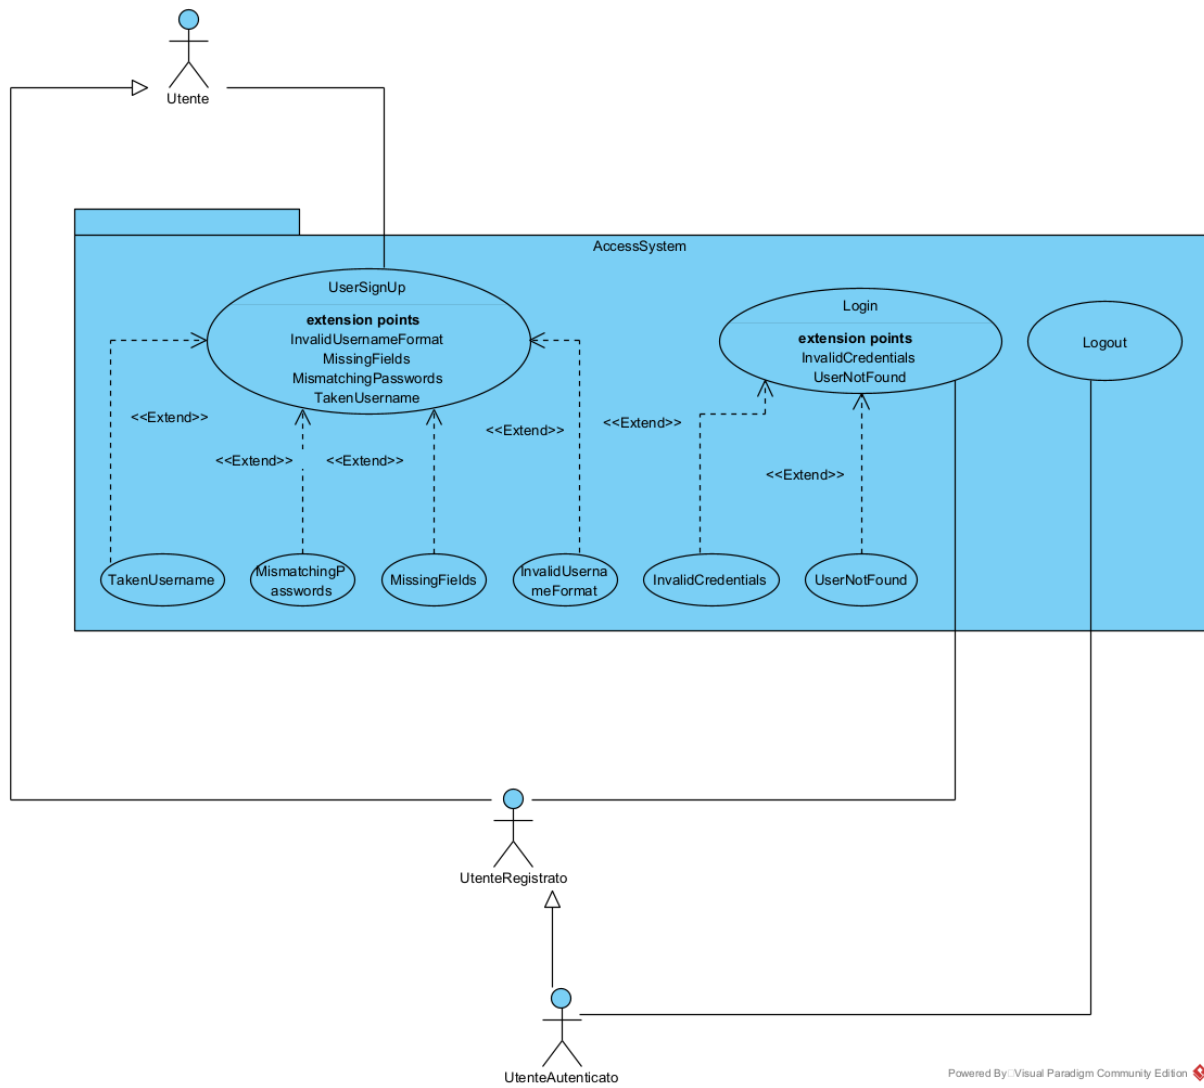 Utente
AccessSystem
UserSignUp
extension points
InvalidUsernameFormat
MissingFields
MismatchingPasswords
TakenUsername
Login
extension points
InvalidCredentials
UserNotFound
Logout
<<Extend>>
<<Extend>>
<<Extend>>
<<Extend>>
<<Extend>>
<<Extend>>
TakenUsername
MismatchingP
asswords
MissingFields
InvalidUserna
meFormat
InvalidCredentials
UserNotFound
UtenteRegistrato
UtenteAutenticato
Powered By Visual Paradigm Community Edition